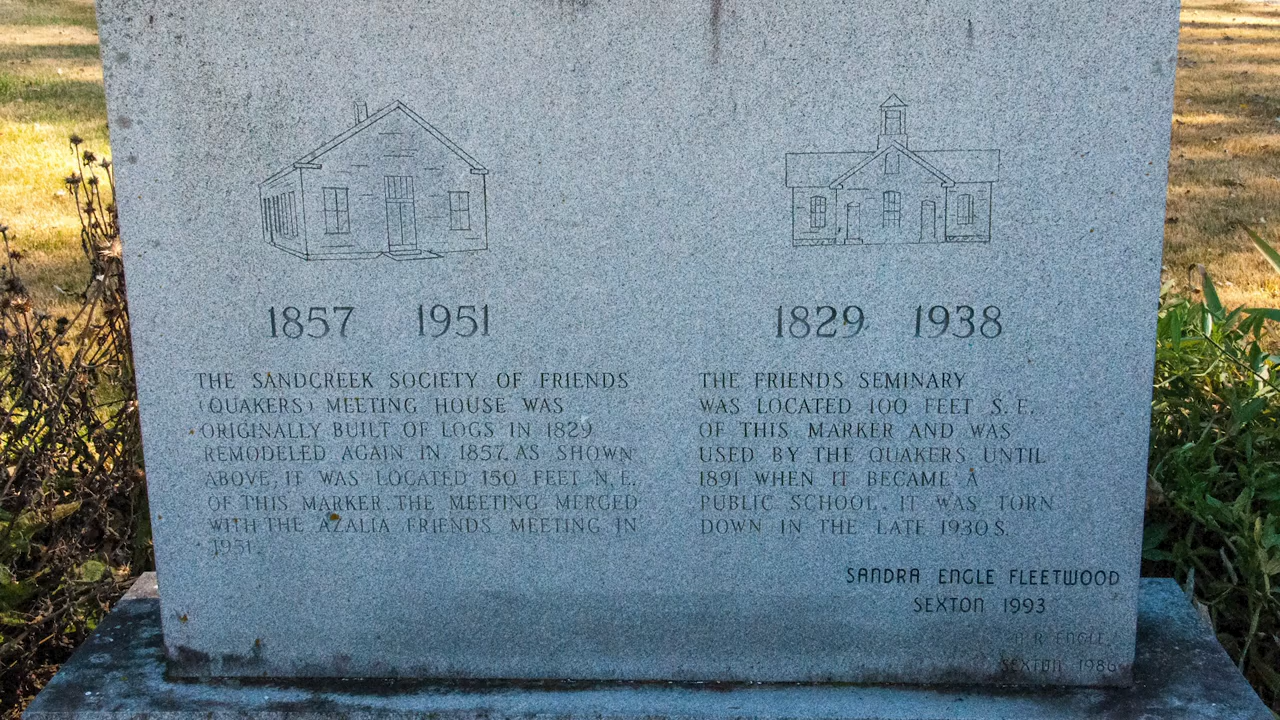 1857 1951
THE SANDCREEK SOCIETY OF FRIENDS
(QUAKERS) MEETING HOUSE WAS
ORIGINALLY BUILT OF LOGS IN 1829
REMODELED AGAIN IN 1857, AS SHOWN
ABOVE, IT WAS LOCATED 150 FEET N.E.
OF THIS MARKER. THE MEETING MERGED
WITH THE AZALIA FRIENDS MEETING IN
1951.
1829 1938
THE FRIENDS SEMINARY
WAS LOCATED 100 FEET S.E.
OF THIS MARKER AND WAS
USED BY THE QUAKERS UNTIL
1891 WHEN IT BECAME A
PUBLIC SCHOOL. IT WAS TORN
DOWN IN THE LATE 1930S.
SANDRA ENGLE FLEETWOOD
SEXTON 1993
R ENGLE
SEXTON 1986